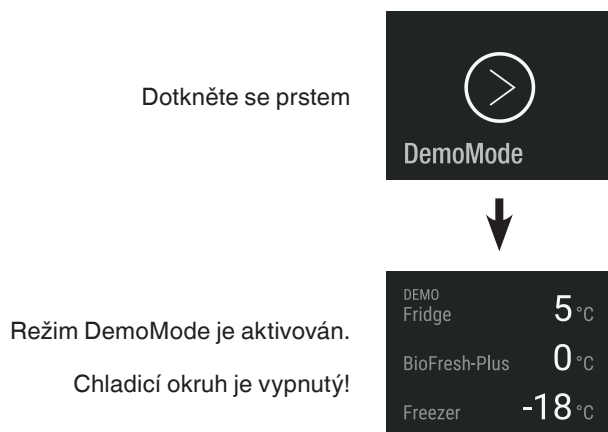 Dotkněte se prstem
DemoMode
DEMO
Fridge 5 °C
Režim DemoMode je aktivován.
BioFresh-Plus 0 °C
Chladicí okruh je vypnutý!
Freezer -18 °C